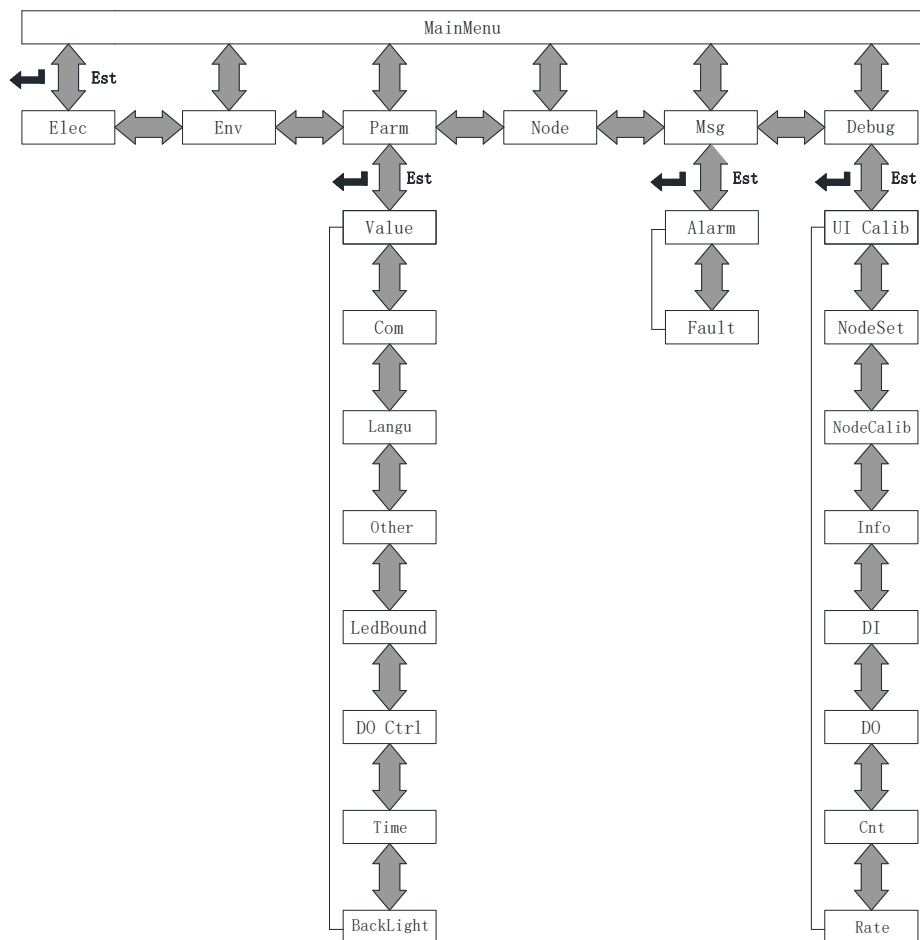 MainMenu
Est
Elec
Env
Parm
Node
Msg
Debug
Est
Est
Est
Value
Alarm
UI Calib
Com
Fault
NodeSet
Langu
NodeCalib
Other
Info
LedBound
DI
DO Ctrl
DO
Time
Cnt
BackLight
Rate